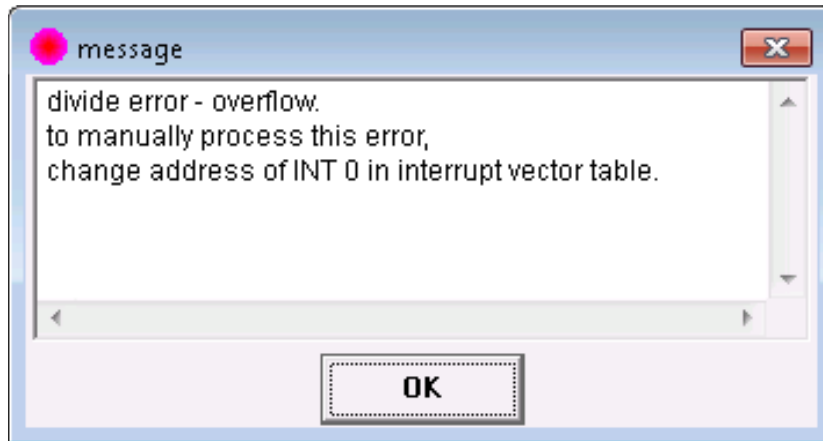 message
divide error - overflow.
to manually process this error,
change address of INT 0 in interrupt vector table.
OK